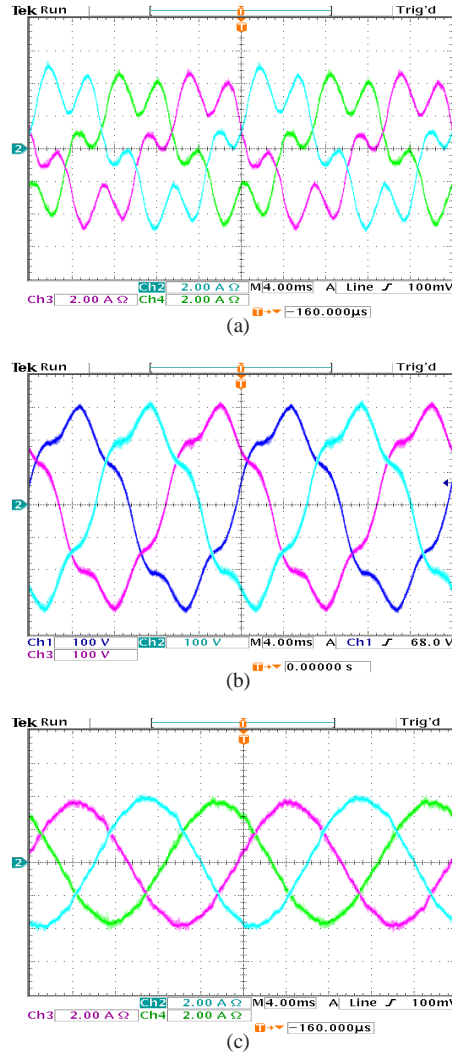 Tek Run Trig'd
T
T
2
Ch2 2.00 A Ω M 4.00ms A Line ƒ 100mV
Ch3 2.00 A Ω Ch4 2.00 A Ω
T → ▼ −160.000µs
(a)
Tek Run Trig'd
T
T
2
Ch1 100 V Ch2 100 V M 4.00ms A Ch1 ƒ 68.0 V
Ch3 100 V
T → ▼ 0.00000 s
(b)
Tek Run Trig'd
T
T
2
Ch2 2.00 A Ω M 4.00ms A Line ƒ 100mV
Ch3 2.00 A Ω Ch4 2.00 A Ω
T → ▼ −160.000µs
(c)